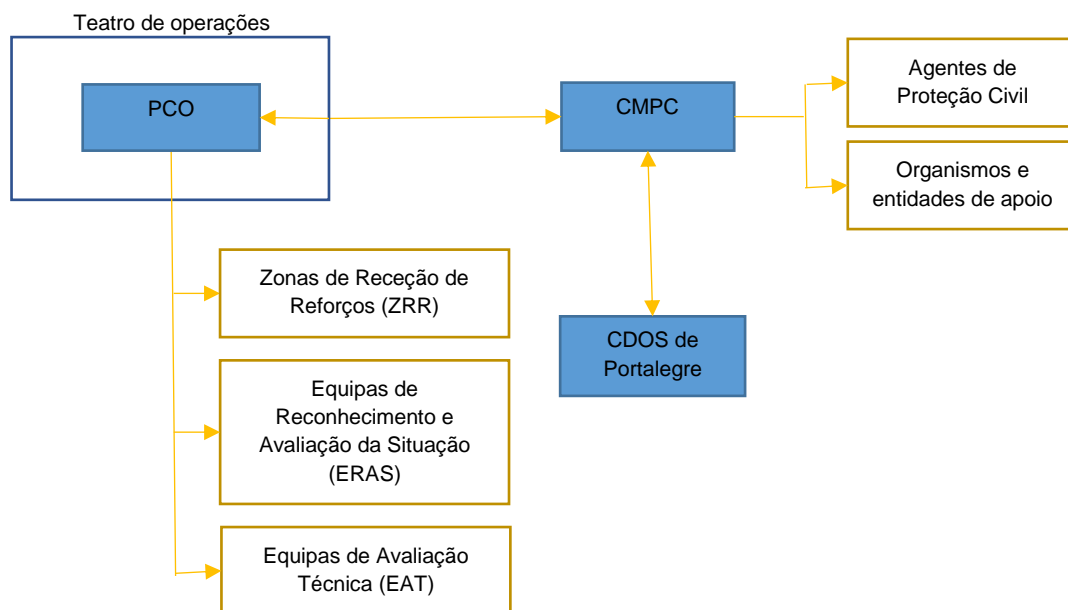 Teatro de operações
PCO
CMPC
Agentes de
Proteção Civil
Organismos e
entidades de apoio
Zonas de Receção de
Reforços (ZRR)
CDOS de
Portalegre
Equipas de
Reconhecimento e
Avaliação da Situação
(ERAS)
Equipas de Avaliação
Técnica (EAT)